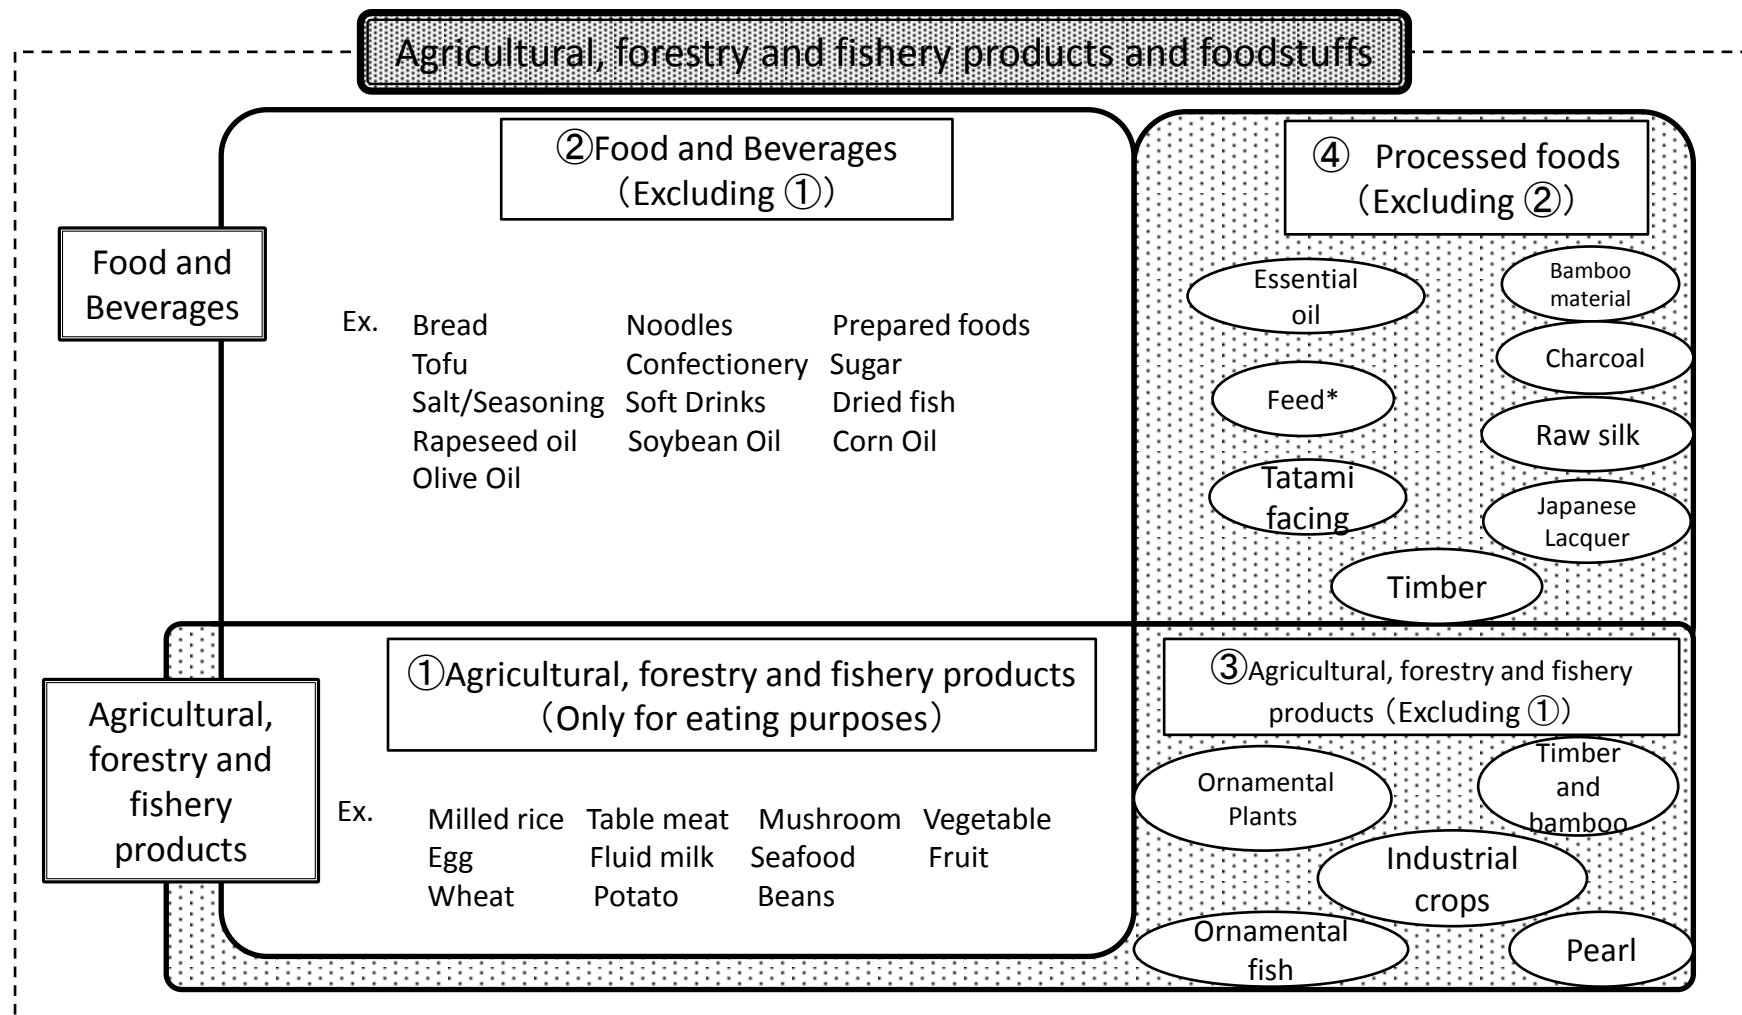 Agricultural, forestry and fishery products and foodstuffs
②Food and Beverages
（Excluding ①）
Food and
Beverages
Ex.
Bread Noodles Prepared foods
Tofu Confectionery Sugar
Salt/Seasoning Soft Drinks Dried fish
Rapeseed oil Soybean Oil Corn Oil
Olive Oil
④ Processed foods
（Excluding ②）
Essential
oil
Bamboo
material
Charcoal
Feed*
Raw silk
Tatami
facing
Japanese
Lacquer
Timber
Agricultural,
forestry and
fishery
products
①Agricultural, forestry and fishery products
（Only for eating purposes）
Ex.
Milled rice Table meat Mushroom Vegetable
Egg Fluid milk Seafood Fruit
Wheat Potato Beans
③Agricultural, forestry and fishery
products（Excluding ①）
Ornamental
Plants
Timber
and
bamboo
Industrial
crops
Ornamental
fish
Pearl